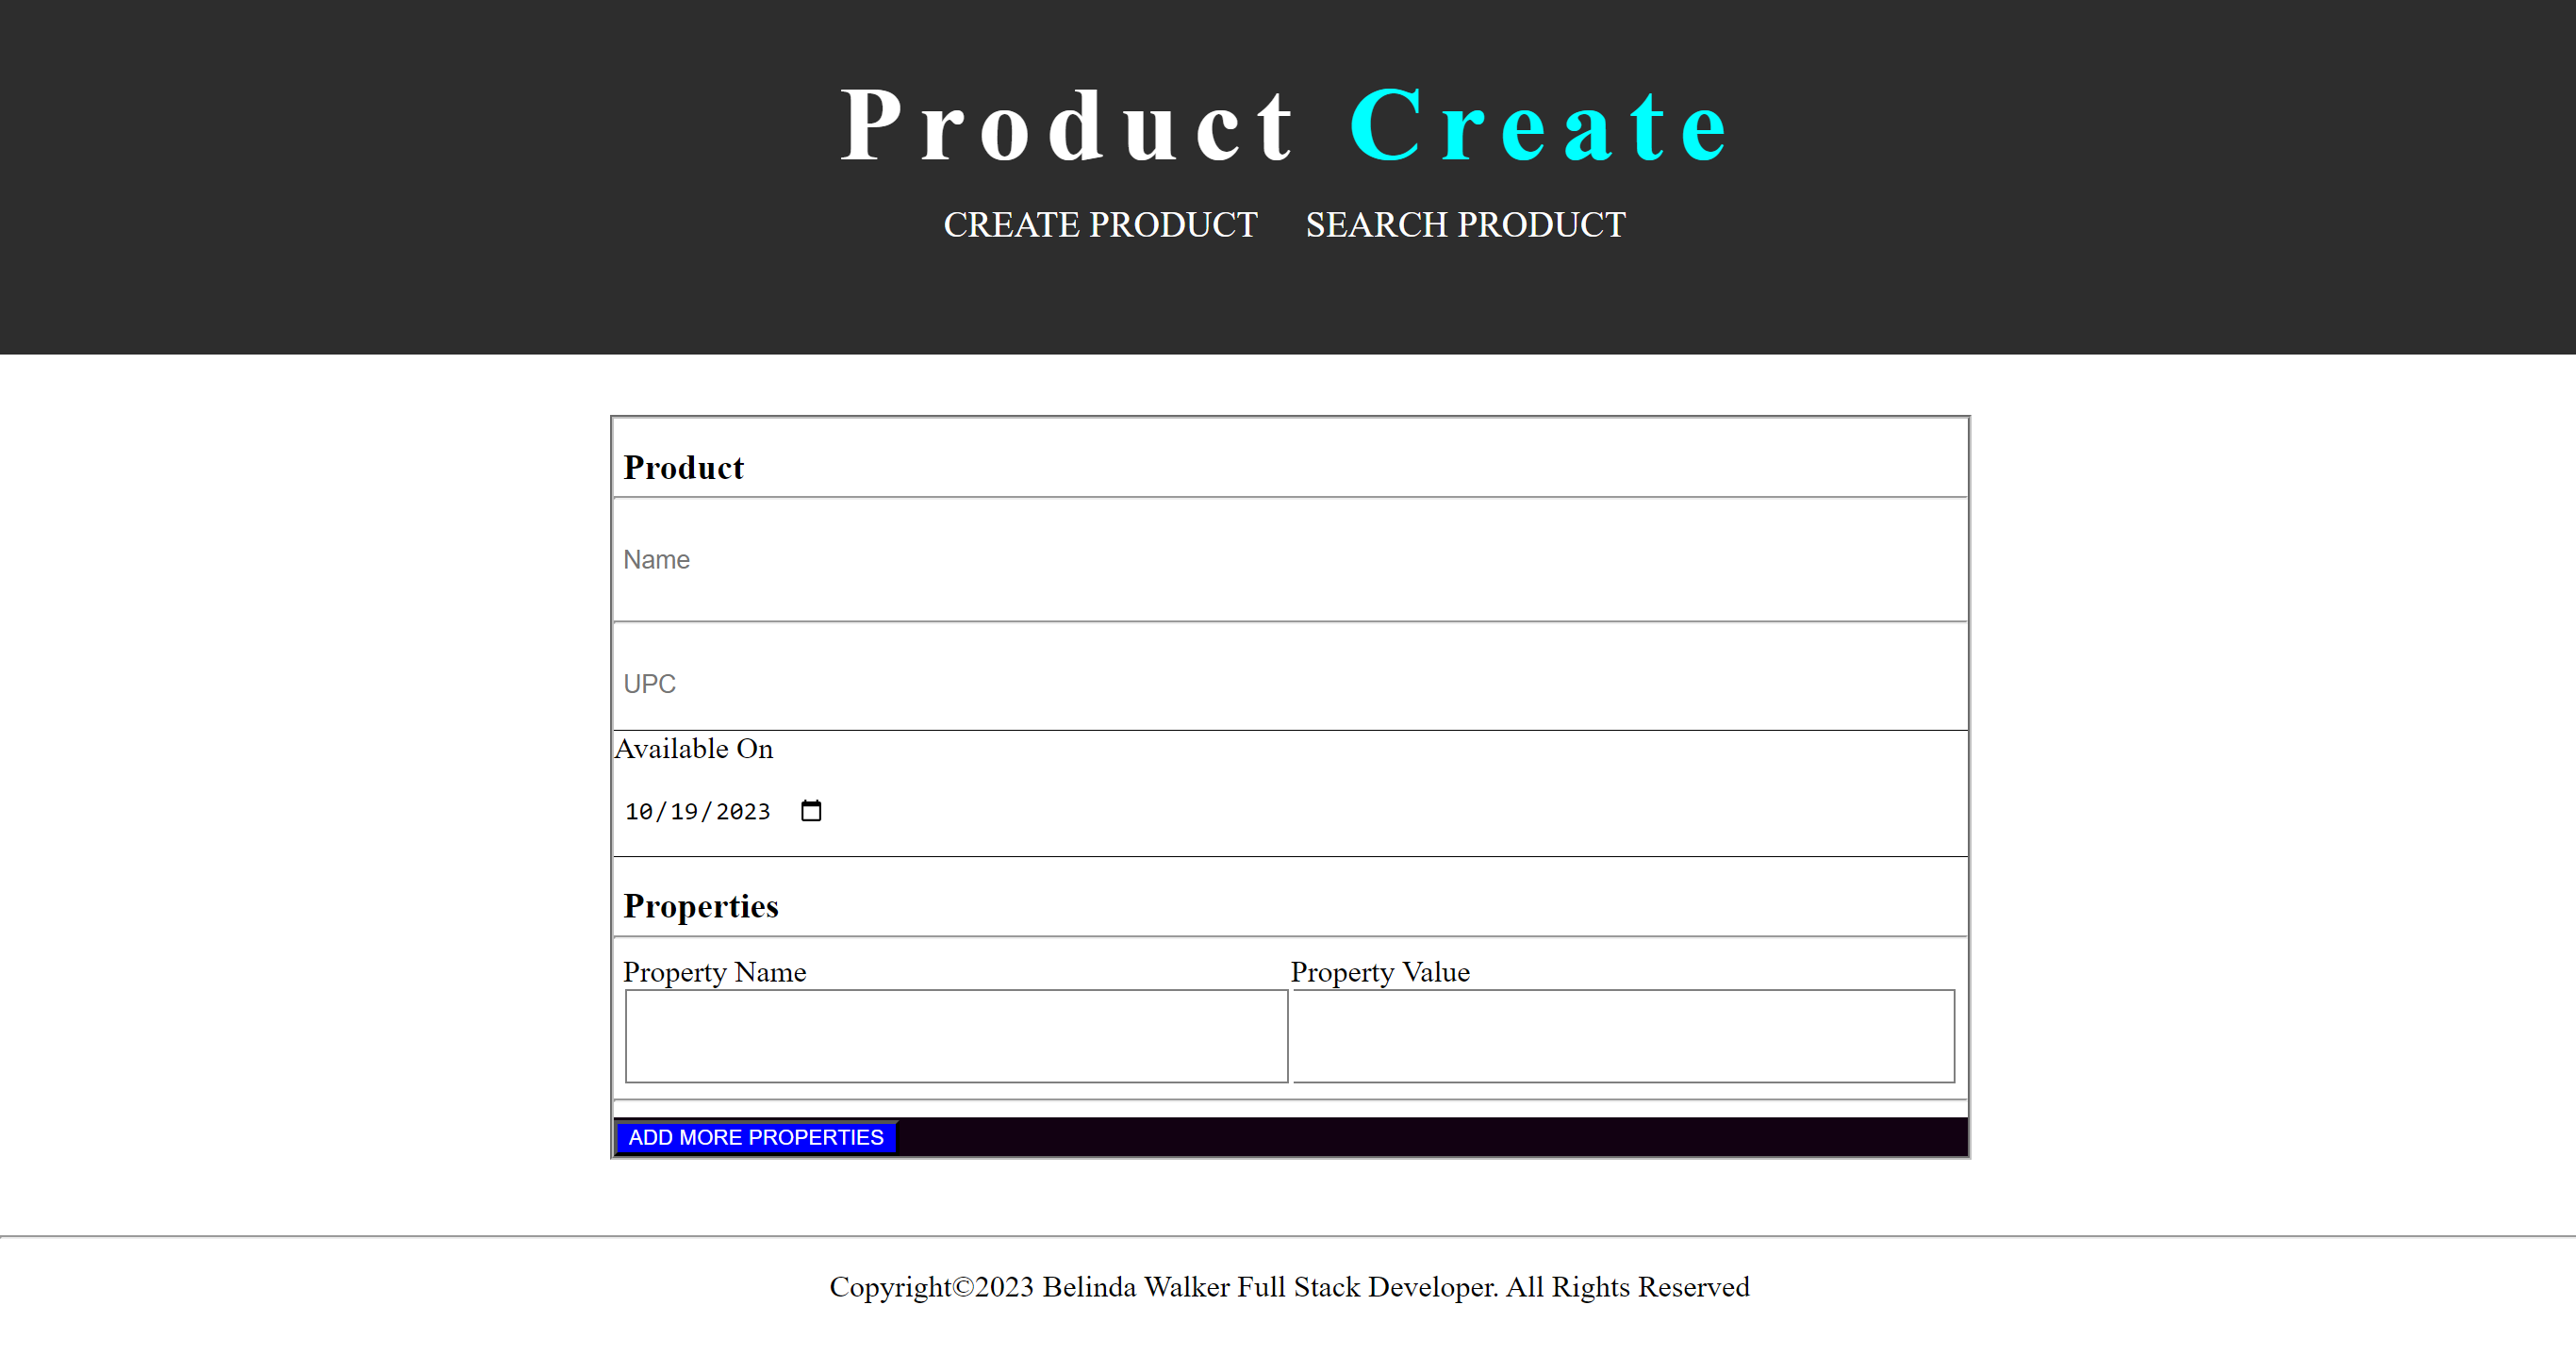 Product Create
CREATE PRODUCT SEARCH PRODUCT
Product
Name
UPC
Available On
10/19/2023
Properties
Property Name Property Value
ADD MORE PROPERTIES
Copyright©2023 Belinda Walker Full Stack Developer. All Rights Reserved